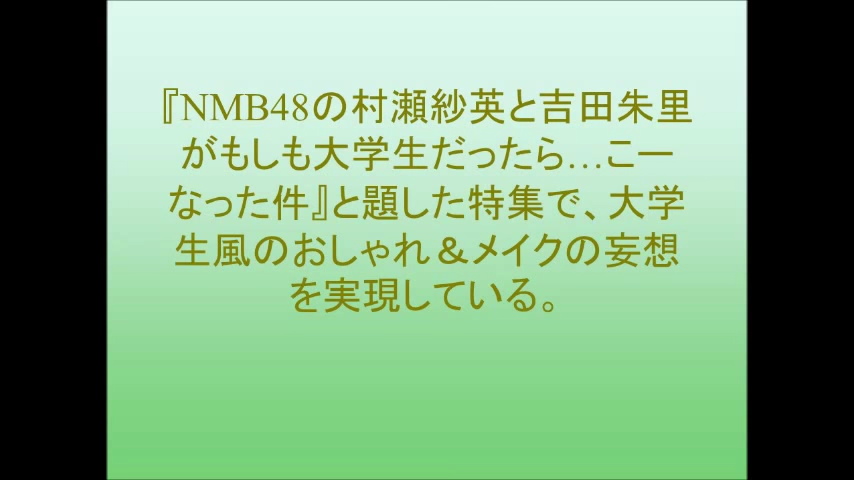 『NMB48の村瀬紗英と吉田朱里
がもしも大学生だったら…こー
なった件』と題した特集で、大学
生風のおしゃれ＆メイクの妄想
を実現している。